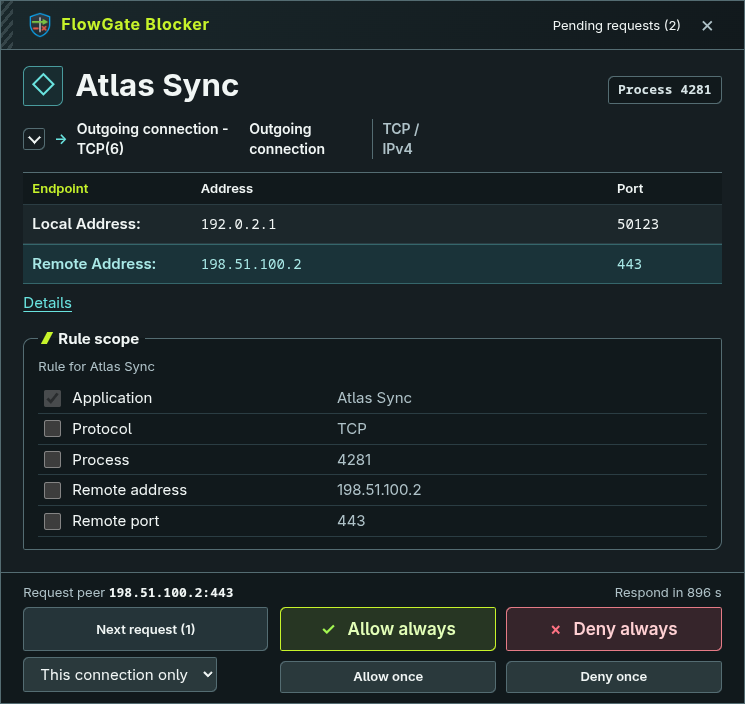 FlowGate Blocker
Pending requests (2)
Atlas Sync
Process 4281
Outgoing connection -
TCP(6)
Outgoing
connection
TCP /
IPv4
Endpoint Address Port
Local Address: 192.0.2.1 50123
Remote Address: 198.51.100.2 443
Details
Rule scope
Rule for Atlas Sync
Application Atlas Sync
Protocol TCP
Process 4281
Remote address 198.51.100.2
Remote port 443
Request peer 198.51.100.2:443
Respond in 896 s
Next request (1)
Allow always
Deny always
This connection only
Allow once
Deny once